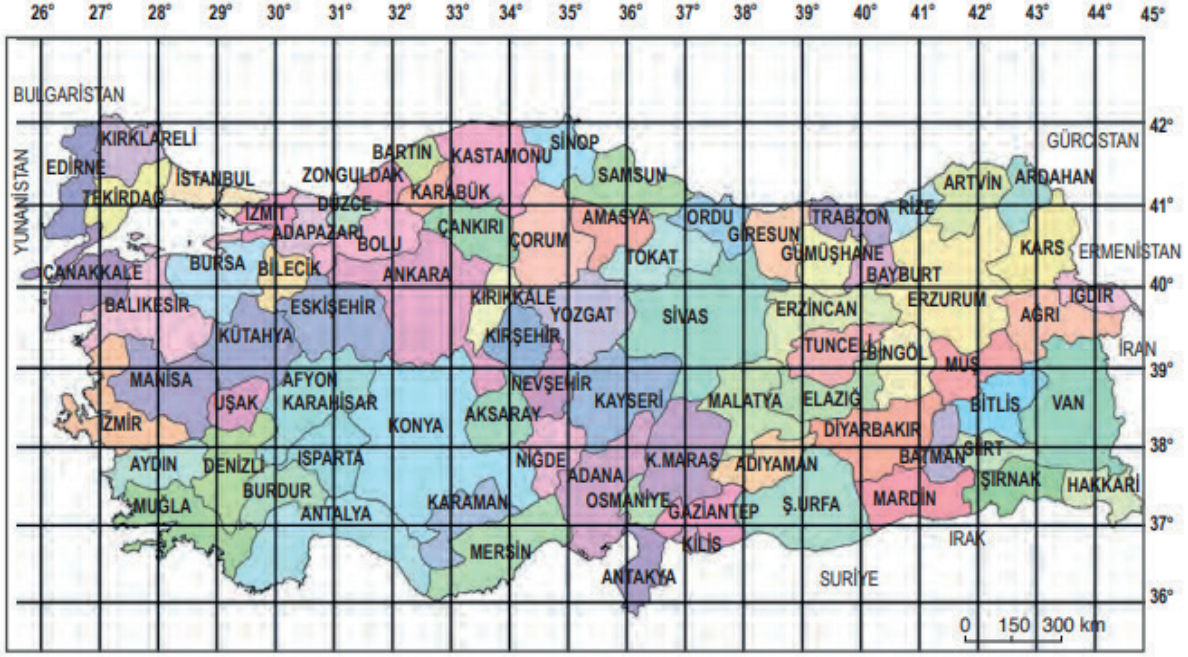 26° 27° 28° 29° 30° 31° 32° 33° 34° 35° 36° 37° 38° 39° 40° 41° 42° 43° 44° 45°
BULGARİSTAN
YUNANİSTAN
GÜRCİSTAN
ERMENİSTAN
İRAN
IRAK
SURİYE
42°
41°
40°
39°
38°
37°
36°
KIRKLARELİ
EDİRNE
TEKİRDAĞ
İSTANBUL
İZMİT
ADAPAZARI
DÜZCE
ZONGULDAK
BARTIN
KARABÜK
KASTAMONU
SİNOP
SAMSUN
BOLU
ÇANKIRI
ÇORUM
AMASYA
ORDU
GİRESUN
TRABZON
RİZE
ARTVİN
ARDAHAN
ÇANAKKALE
BURSA
BİLECİK
ANKARA
TOKAT
GÜMÜŞHANE
BAYBURT
KARS
BALIKESİR
KÜTAHYA
ESKİŞEHİR
KIRIKKALE
KIRŞEHİR
YOZGAT
SİVAS
ERZİNCAN
ERZURUM
AĞRI
IĞDIR
TUNCELİ
BİNGÖL
MUŞ
MANİSA
UŞAK
AFYON
KARAHİSAR
KONYA
AKSARAY
NEVŞEHİR
KAYSERİ
MALATYA
ELAZIĞ
BİTLİS
VAN
İZMİR
DİYARBAKIR
BATMAN
SİİRT
AYDIN
DENİZLİ
ISPARTA
NİĞDE
ADANA
K.MARAŞ
ADIYAMAN
ŞIRNAK
HAKKARİ
MUĞLA
BURDUR
ANTALYA
KARAMAN
OSMANİYE
GAZİANTEP
Ş.URFA
MARDİN
MERSİN
KİLİS
ANTAKYA
0 150 300 km